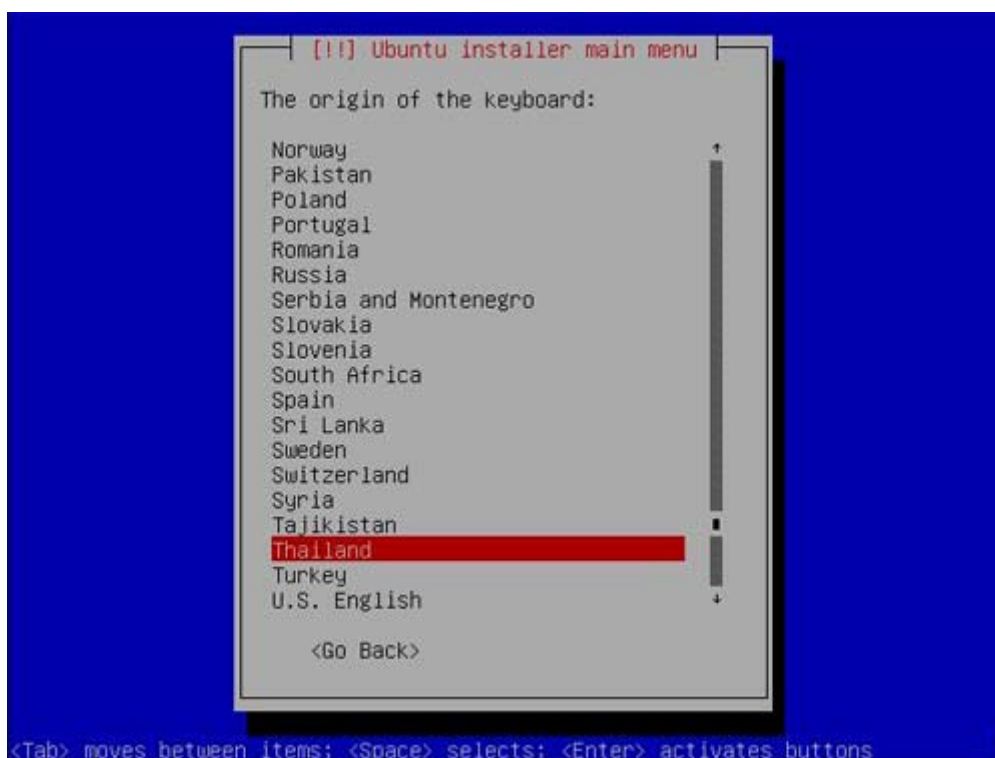 [!!] Ubuntu installer main menu
The origin of the keyboard:
Norway
Pakistan
Poland
Portugal
Romania
Russia
Serbia and Montenegro
Slovakia
Slovenia
South Africa
Spain
Sri Lanka
Sweden
Switzerland
Syria
Tajikistan
Thailand
Turkey
U.S. English
<Go Back>
<Tab> moves between items; <Space> selects; <Enter> activates buttons